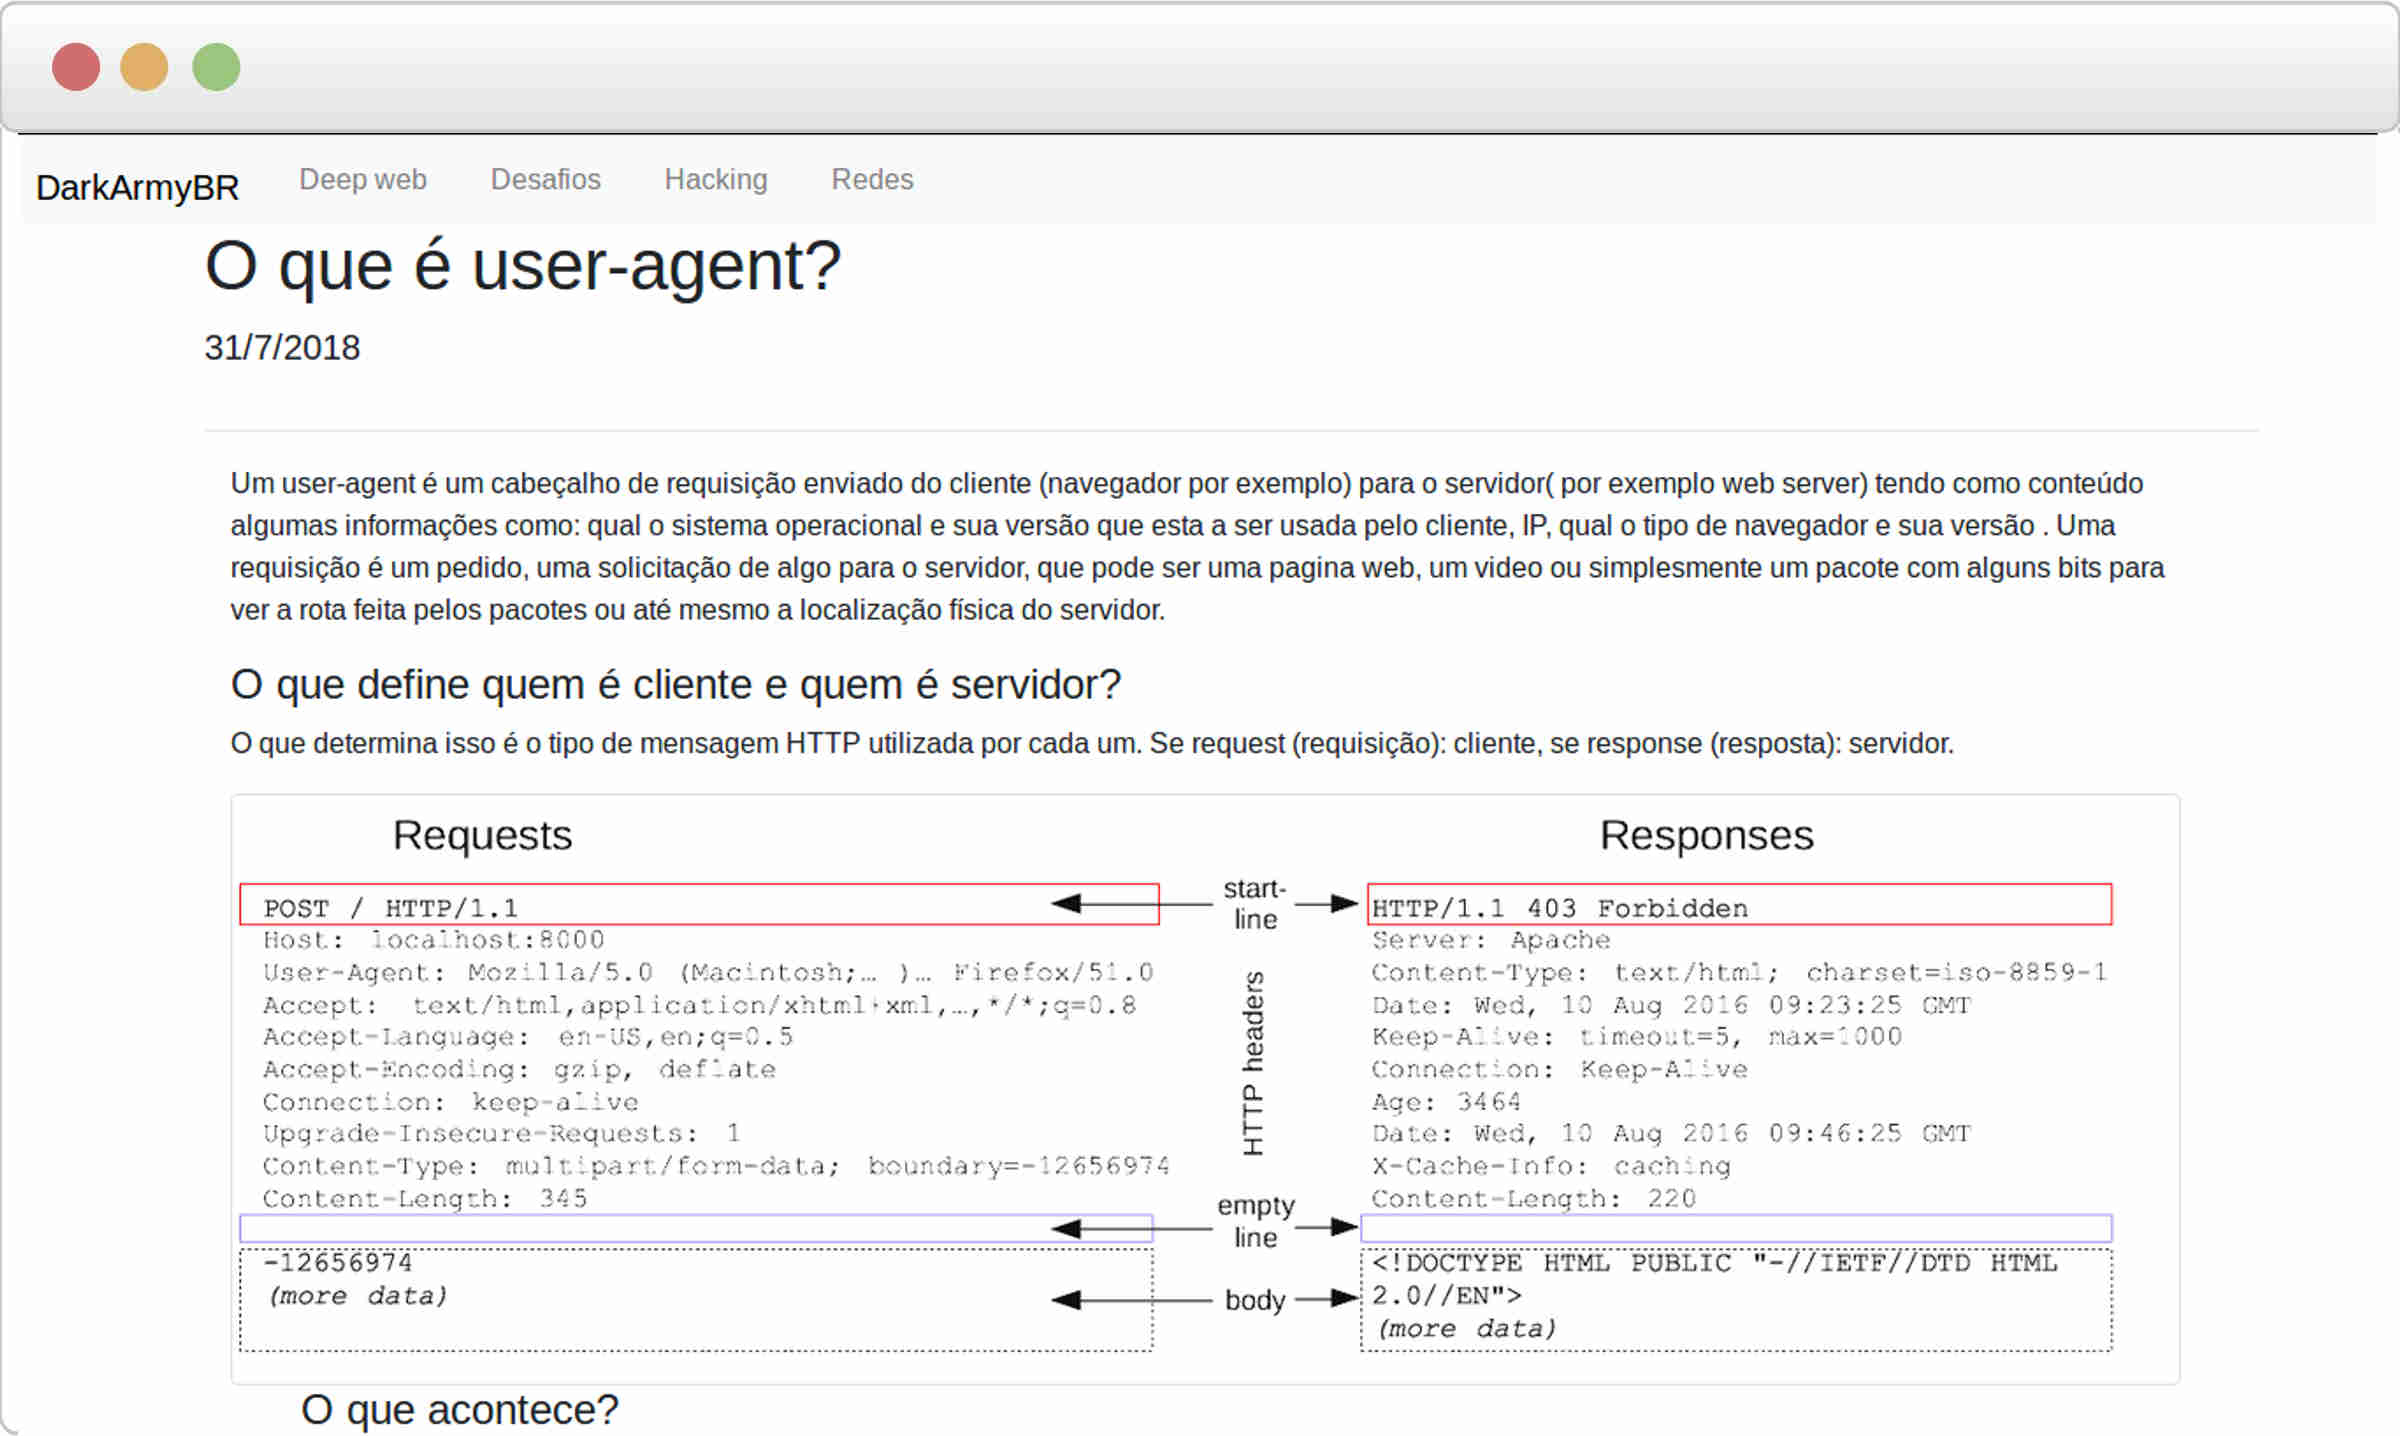 DarkArmyBR Deep web Desafios Hacking Redes
O que é user-agent?
31/7/2018
Um user-agent é um cabeçalho de requisição enviado do cliente (navegador por exemplo) para o servidor( por exemplo web server) tendo como conteúdo
algumas informações como: qual o sistema operacional e sua versão que esta a ser usada pelo cliente, IP, qual o tipo de navegador e sua versão . Uma
requisição é um pedido, uma solicitação de algo para o servidor, que pode ser uma pagina web, um video ou simplesmente um pacote com alguns bits para
ver a rota feita pelos pacotes ou até mesmo a localização física do servidor.
O que define quem é cliente e quem é servidor?
O que determina isso é o tipo de mensagem HTTP utilizada por cada um. Se request (requisição): cliente, se response (resposta): servidor.
Requests
POST / HTTP/1.1
Host: localhost:8000
User-Agent: Mozilla/5.0 (Macintosh;… )… Firefox/51.0
Accept: text/html,application/xhtml+xml,…,*/*;q=0.8
Accept-Language: en-US,en;q=0.5
Accept-Encoding: gzip, deflate
Connection: keep-alive
Upgrade-Insecure-Requests: 1
Content-Type: multipart/form-data; boundary=-12656974
Content-Length: 345
-12656974
(more data)
start-
line
HTTP headers
empty
line
body
Responses
HTTP/1.1 403 Forbidden
Server: Apache
Content-Type: text/html; charset=iso-8859-1
Date: Wed, 10 Aug 2016 09:23:25 GMT
Keep-Alive: timeout=5, max=1000
Connection: Keep-Alive
Age: 3464
Date: Wed, 10 Aug 2016 09:46:25 GMT
X-Cache-Info: caching
Content-Length: 220
<!DOCTYPE HTML PUBLIC "-//IETF//DTD HTML
2.0//EN">
(more data)
O que acontece?